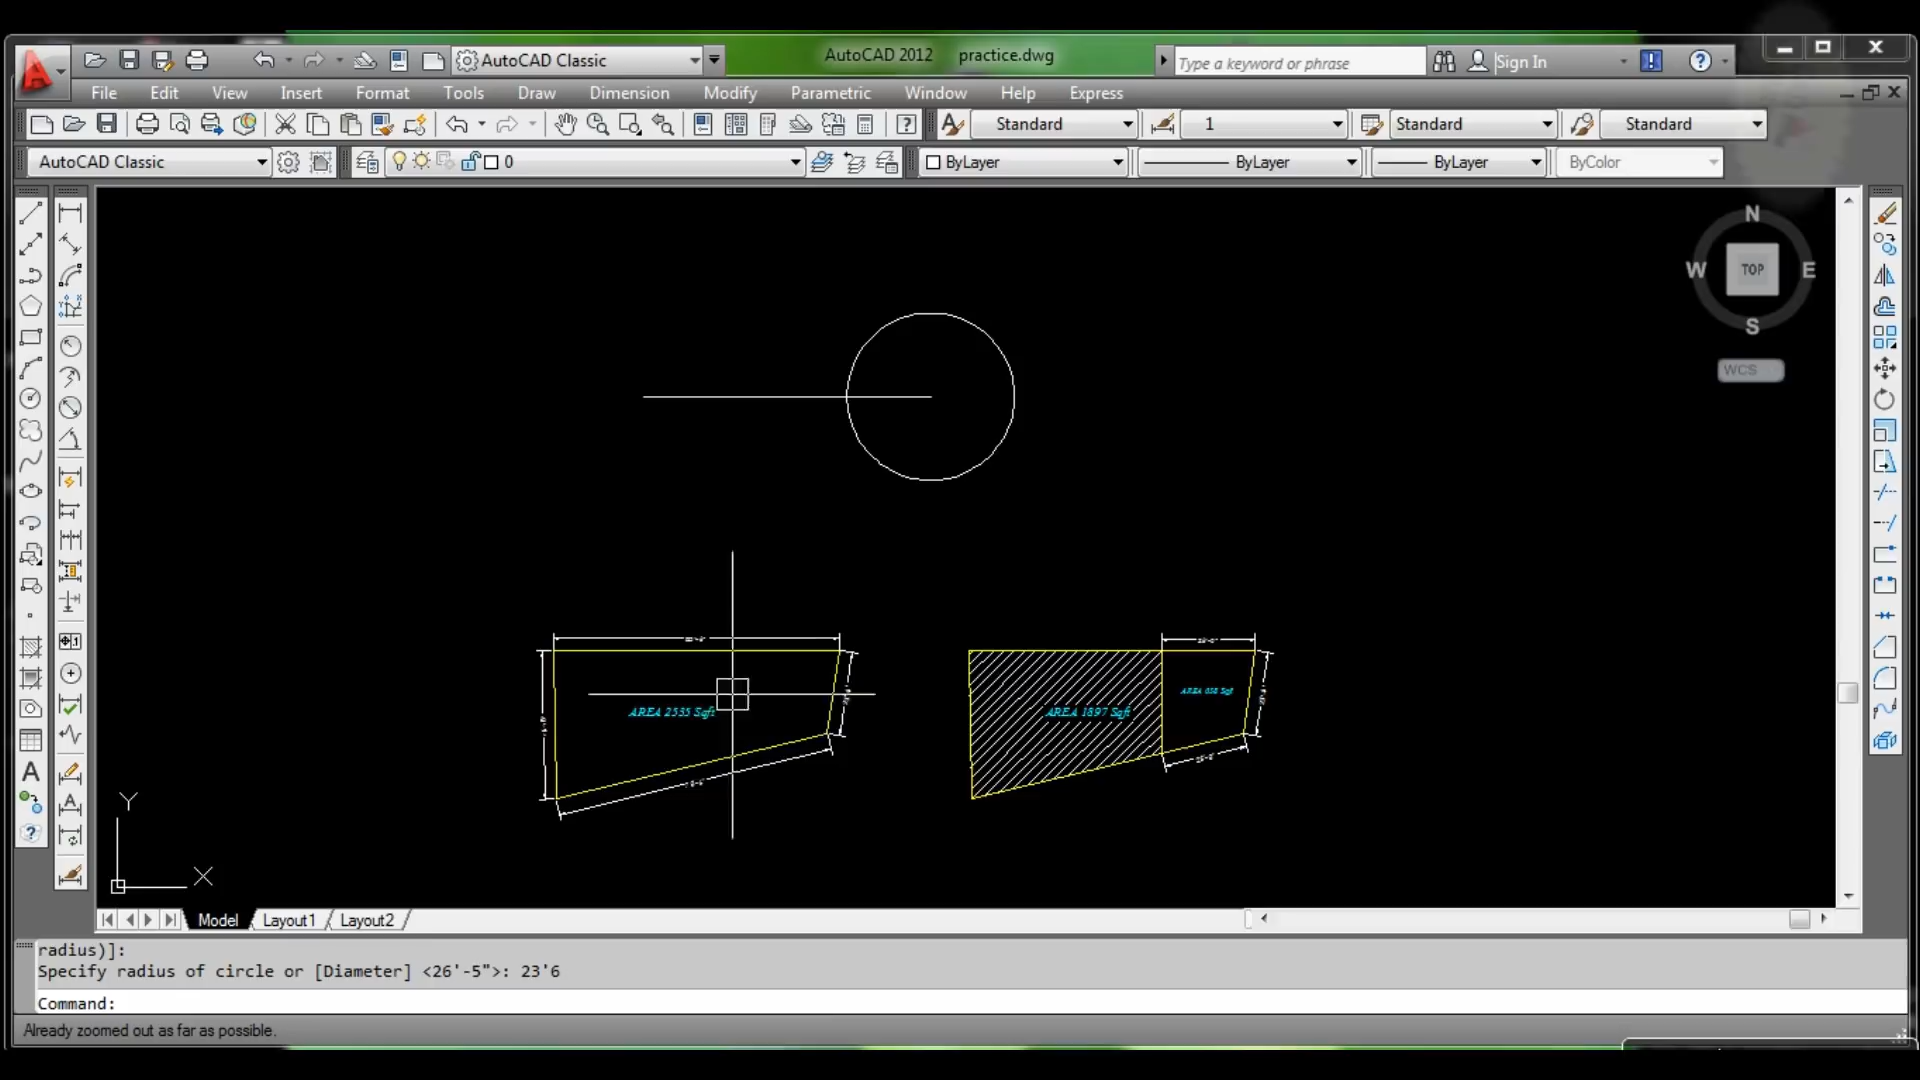 AutoCAD Classic
AutoCAD 2012 practice.dwg
Type a keyword or phrase
Sign In
File Edit View Insert Format Tools Draw Dimension Modify Parametric Window Help Express
Standard 1 Standard Standard
AutoCAD Classic 0 ByLayer ByLayer ByLayer ByColor
N
W TOP E
S
WCS
AREA 2535 Sqft
AREA 1897 Sqft
AREA 638 Sqft
Y
X
A
Model Layout1 Layout2
radius)]:
Specify radius of circle or [Diameter] <26'-5">: 23'6
Command:
Already zoomed out as far as possible.